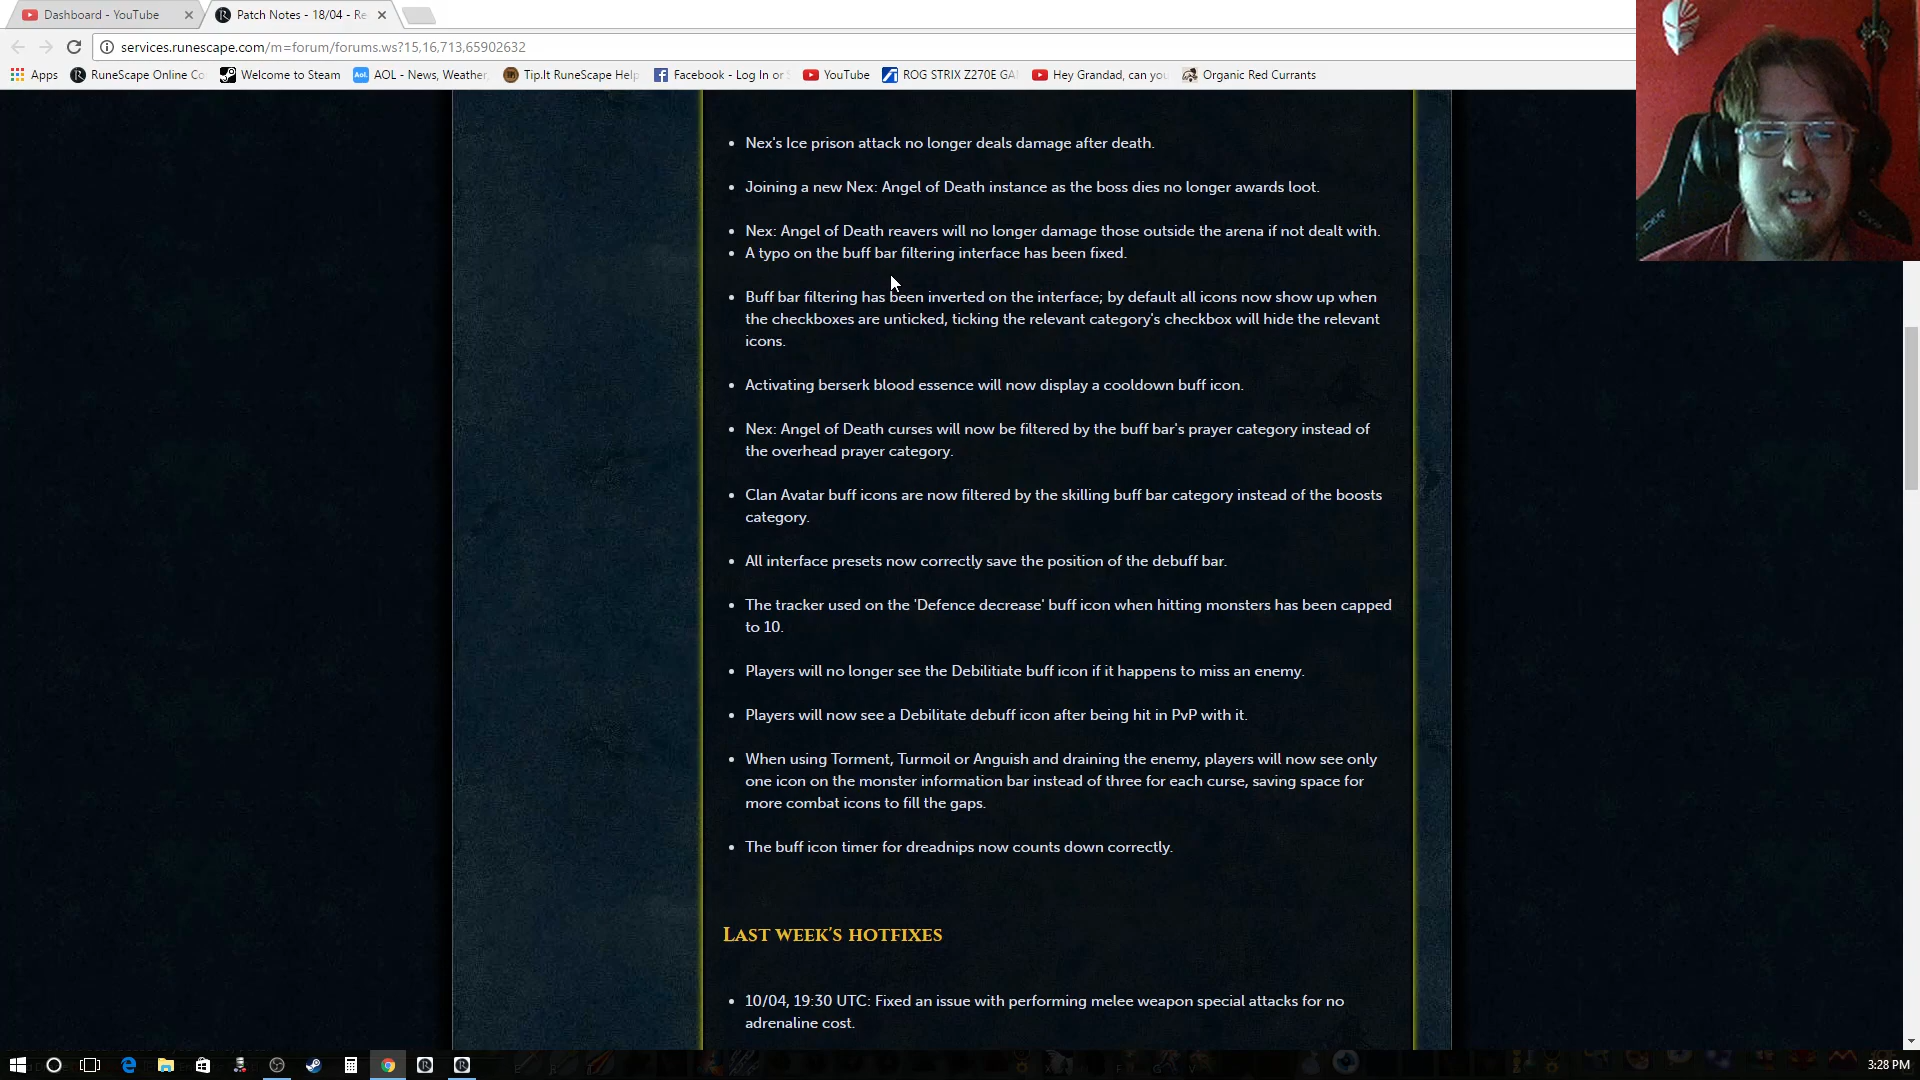 Dashboard - YouTube
Patch Notes - 18/04 - Re
services.runescape.com/m=forum/forums.ws?15,16,713,65902632
Apps
RuneScape Online Co
Welcome to Steam
Aol.
AOL - News, Weather,
Tip.It RuneScape Help
Facebook - Log In or S
YouTube
ROG STRIX Z270E GA
Hey Grandad, can you
Organic Red Currants
• Nex's Ice prison attack no longer deals damage after death.
• Joining a new Nex: Angel of Death instance as the boss dies no longer awards loot.
• Nex: Angel of Death reavers will no longer damage those outside the arena if not dealt with.
• A typo on the buff bar filtering interface has been fixed.
• Buff bar filtering has been inverted on the interface; by default all icons now show up when
the checkboxes are unticked, ticking the relevant category's checkbox will hide the relevant
icons.
• Activating berserk blood essence will now display a cooldown buff icon.
• Nex: Angel of Death curses will now be filtered by the buff bar's prayer category instead of
the overhead prayer category.
• Clan Avatar buff icons are now filtered by the skilling buff bar category instead of the boosts
category.
• All interface presets now correctly save the position of the debuff bar.
• The tracker used on the 'Defence decrease' buff icon when hitting monsters has been capped
to 10.
• Players will no longer see the Debilitiate buff icon if it happens to miss an enemy.
• Players will now see a Debilitate debuff icon after being hit in PvP with it.
• When using Torment, Turmoil or Anguish and draining the enemy, players will now see only
one icon on the monster information bar instead of three for each curse, saving space for
more combat icons to fill the gaps.
• The buff icon timer for dreadnips now counts down correctly.
Last week's hotfixes
• 10/04, 19:30 UTC: Fixed an issue with performing melee weapon special attacks for no
adrenaline cost.
3:28 PM